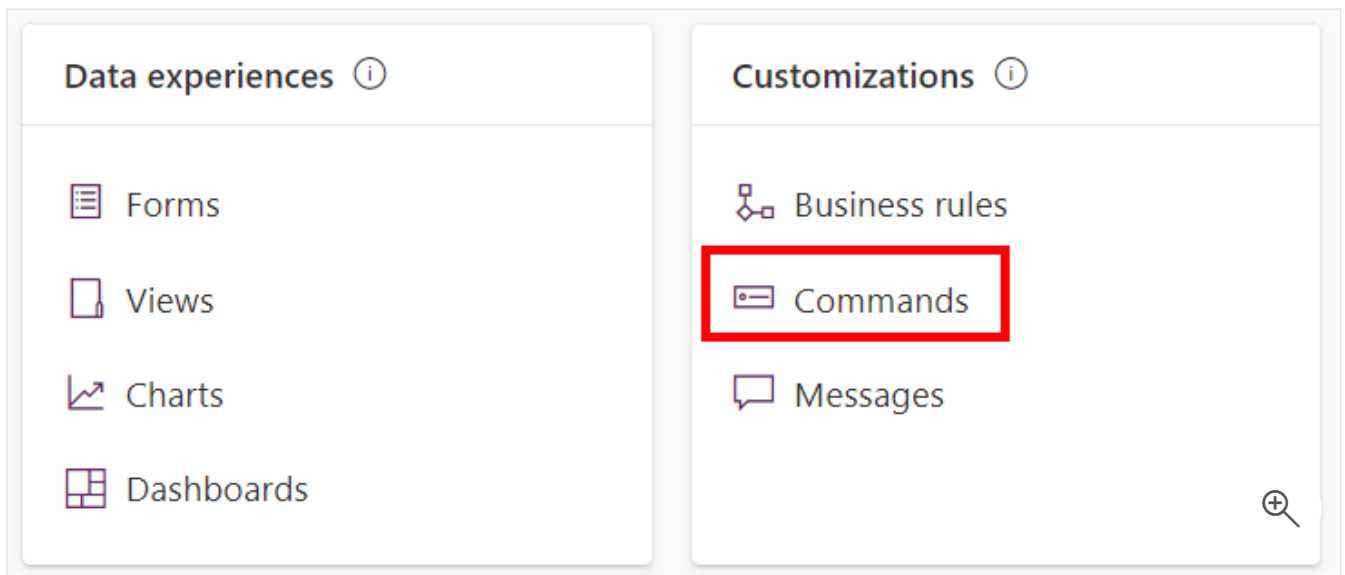 Data experiences
Forms
Views
Charts
Dashboards
Customizations
Business rules
Commands
Messages